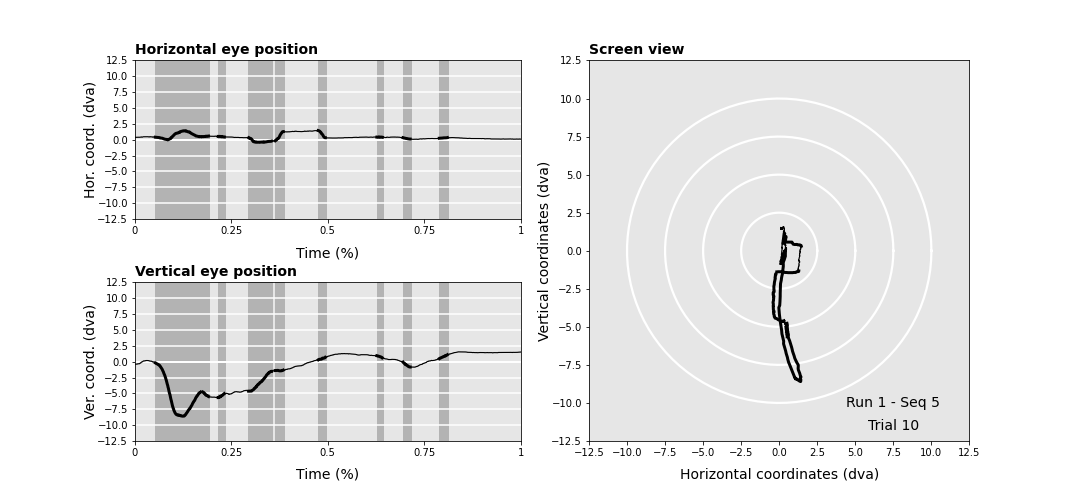 Horizontal eye position
Hor. coord. (dva)
12.5
10.0
7.5
5.0
2.5
0.0
−2.5
−5.0
−7.5
−10.0
−12.5
0 0.25 0.5 0.75 1
Time (%)
Vertical eye position
Ver. coord. (dva)
12.5
10.0
7.5
5.0
2.5
0.0
−2.5
−5.0
−7.5
−10.0
−12.5
0 0.25 0.5 0.75 1
Time (%)
Screen view
Vertical coordinates (dva)
12.5
10.0
7.5
5.0
2.5
0.0
−2.5
−5.0
−7.5
−10.0
−12.5
Run 1 - Seq 5
Trial 10
−12.5 −10.0 −7.5 −5.0 −2.5 0.0 2.5 5.0 7.5 10.0 12.5
Horizontal coordinates (dva)